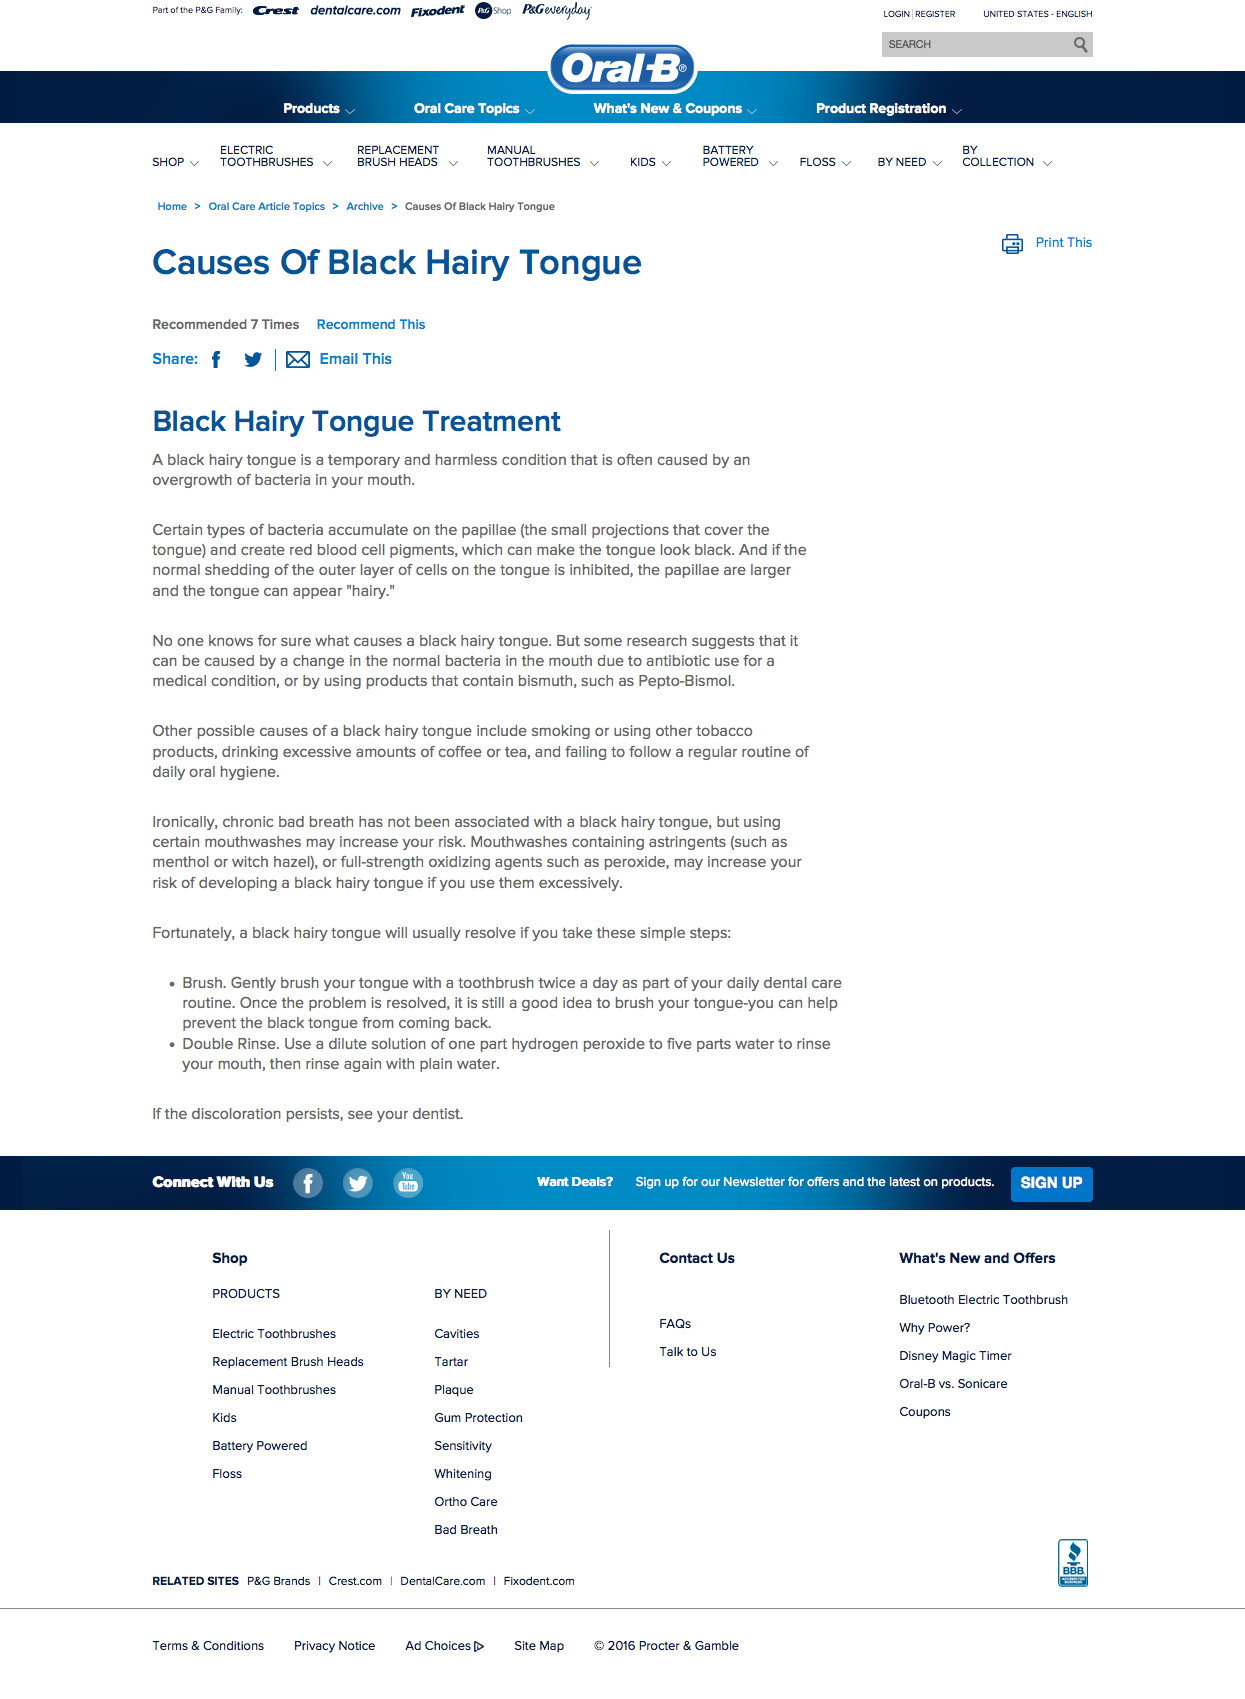 Part of the P&G Family: Crest dentalcare.com Fixodent P&G Shop P&Geveryday
LOGIN | REGISTER UNITED STATES - ENGLISH
SEARCH
Oral-B®
Products Oral Care Topics What's New & Coupons Product Registration
SHOP ELECTRIC TOOTHBRUSHES REPLACEMENT BRUSH HEADS MANUAL TOOTHBRUSHES KIDS BATTERY POWERED FLOSS BY NEED BY COLLECTION
Home > Oral Care Article Topics > Archive > Causes Of Black Hairy Tongue
Print This
Causes Of Black Hairy Tongue
Recommended 7 Times Recommend This
Share: Email This
Black Hairy Tongue Treatment
A black hairy tongue is a temporary and harmless condition that is often caused by an
overgrowth of bacteria in your mouth.
Certain types of bacteria accumulate on the papillae (the small projections that cover the
tongue) and create red blood cell pigments, which can make the tongue look black. And if the
normal shedding of the outer layer of cells on the tongue is inhibited, the papillae are larger
and the tongue can appear "hairy."
No one knows for sure what causes a black hairy tongue. But some research suggests that it
can be caused by a change in the normal bacteria in the mouth due to antibiotic use for a
medical condition, or by using products that contain bismuth, such as Pepto-Bismol.
Other possible causes of a black hairy tongue include smoking or using other tobacco
products, drinking excessive amounts of coffee or tea, and failing to follow a regular routine of
daily oral hygiene.
Ironically, chronic bad breath has not been associated with a black hairy tongue, but using
certain mouthwashes may increase your risk. Mouthwashes containing astringents (such as
menthol or witch hazel), or full-strength oxidizing agents such as peroxide, may increase your
risk of developing a black hairy tongue if you use them excessively.
Fortunately, a black hairy tongue will usually resolve if you take these simple steps:
• Brush. Gently brush your tongue with a toothbrush twice a day as part of your daily dental care
routine. Once the problem is resolved, it is still a good idea to brush your tongue-you can help
prevent the black tongue from coming back.
• Double Rinse. Use a dilute solution of one part hydrogen peroxide to five parts water to rinse
your mouth, then rinse again with plain water.
If the discoloration persists, see your dentist.
Connect With Us You Tube Want Deals? Sign up for our Newsletter for offers and the latest on products. SIGN UP
Shop
PRODUCTS
Electric Toothbrushes
Replacement Brush Heads
Manual Toothbrushes
Kids
Battery Powered
Floss
BY NEED
Cavities
Tartar
Plaque
Gum Protection
Sensitivity
Whitening
Ortho Care
Bad Breath
Contact Us
FAQs
Talk to Us
What's New and Offers
Bluetooth Electric Toothbrush
Why Power?
Disney Magic Timer
Oral-B vs. Sonicare
Coupons
BBB
ACCREDITED
BUSINESS
RELATED SITES P&G Brands | Crest.com | DentalCare.com | Fixodent.com
Terms & Conditions Privacy Notice Ad Choices Site Map © 2016 Procter & Gamble